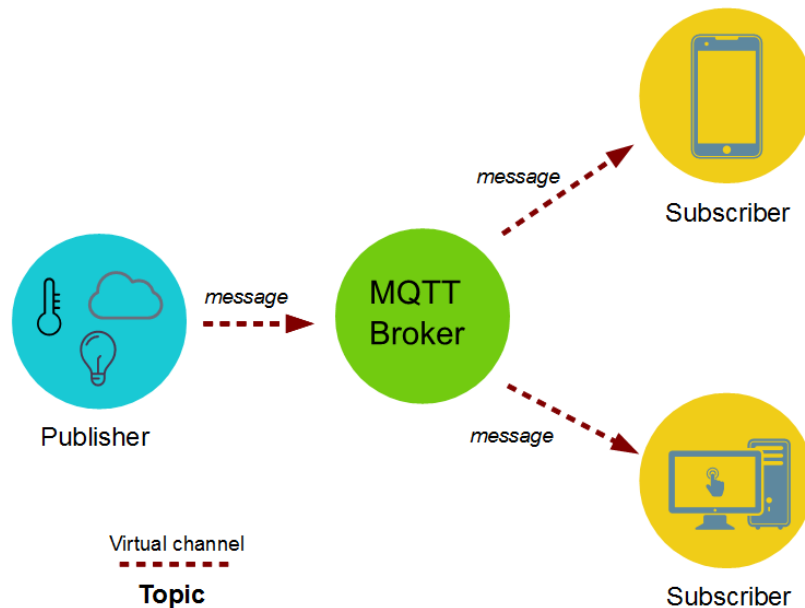 Subscriber
message
message
MQTT
Broker
Publisher
message
Virtual channel
Topic
Subscriber